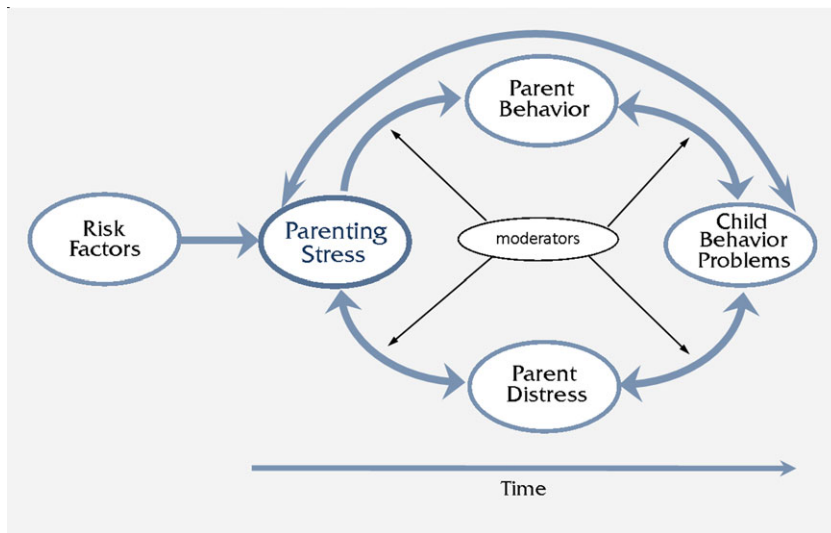 Parent
Behavior
Risk
Factors
Parenting
Stress
moderators
Child
Behavior
Problems
Parent
Distress
Time